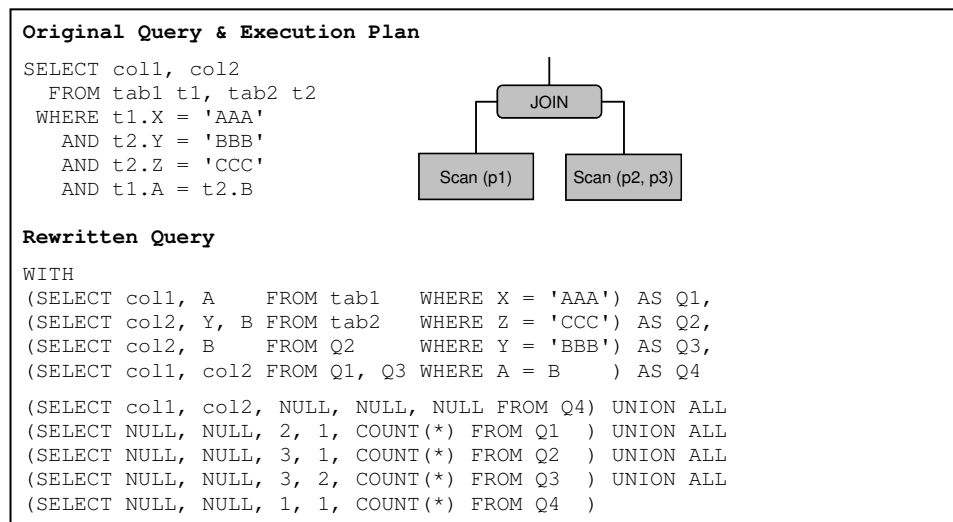 Original Query & Execution Plan
SELECT col1, col2
FROM tab1 t1, tab2 t2
WHERE t1.X = 'AAA'
AND t2.Y = 'BBB'
AND t2.Z = 'CCC'
AND t1.A = t2.B
JOIN
Scan (p1)
Scan (p2, p3)
Rewritten Query
WITH
(SELECT col1, A FROM tab1 WHERE X = 'AAA') AS Q1,
(SELECT col2, Y, B FROM tab2 WHERE Z = 'CCC') AS Q2,
(SELECT col2, B FROM Q2 WHERE Y = 'BBB') AS Q3,
(SELECT col1, col2 FROM Q1, Q3 WHERE A = B ) AS Q4
(SELECT col1, col2, NULL, NULL, NULL FROM Q4) UNION ALL
(SELECT NULL, NULL, 2, 1, COUNT(*) FROM Q1 ) UNION ALL
(SELECT NULL, NULL, 3, 1, COUNT(*) FROM Q2 ) UNION ALL
(SELECT NULL, NULL, 3, 2, COUNT(*) FROM Q3 ) UNION ALL
(SELECT NULL, NULL, 1, 1, COUNT(*) FROM Q4 )